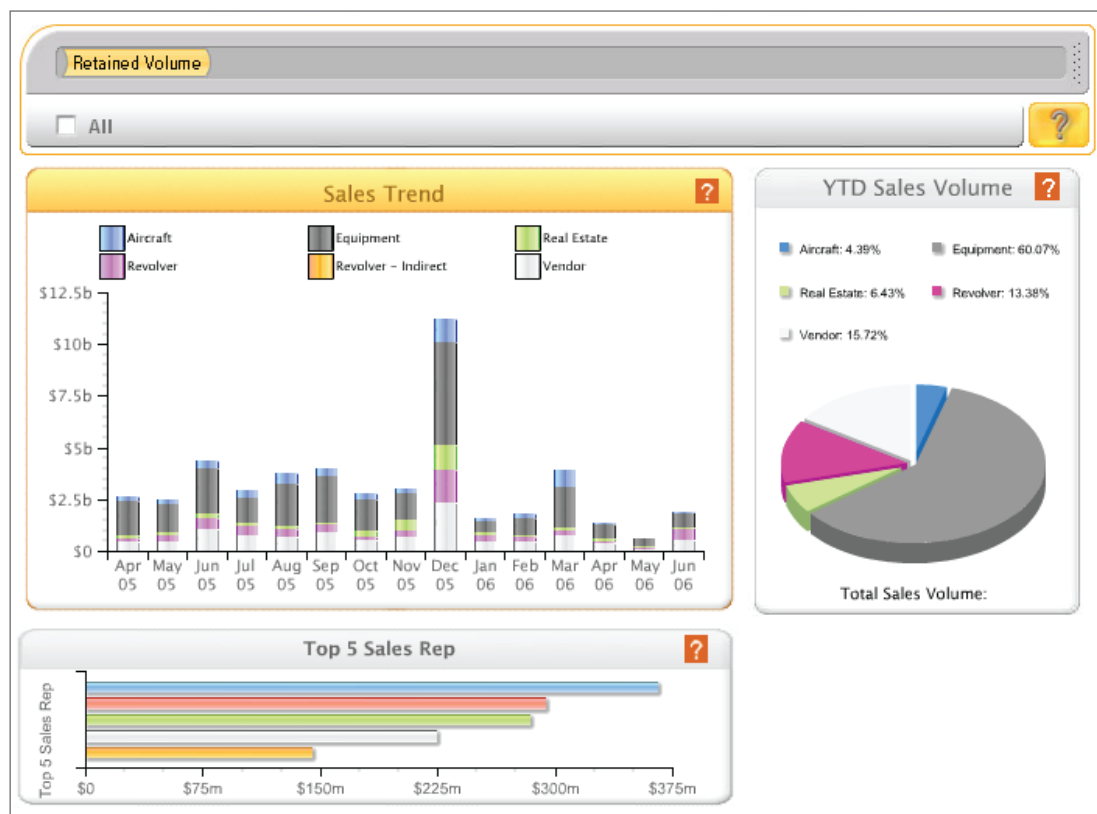 Retained Volume
All
?
Sales Trend ?
Aircraft Equipment Real Estate
Revolver Revolver - Indirect Vendor
$12.5b
$10b
$7.5b
$5b
$2.5b
$0
Apr May Jun Jul Aug Sep Oct Nov Dec Jan Feb Mar Apr May Jun
05 05 05 05 05 05 05 05 05 06 06 06 06 06 06
YTD Sales Volume ?
Aircraft: 4.39% Equipment: 60.07%
Real Estate: 6.43% Revolver: 13.38%
Vendor: 15.72%
Total Sales Volume:
Top 5 Sales Rep ?
Top 5 Sales Rep
$0 $75m $150m $225m $300m $375m